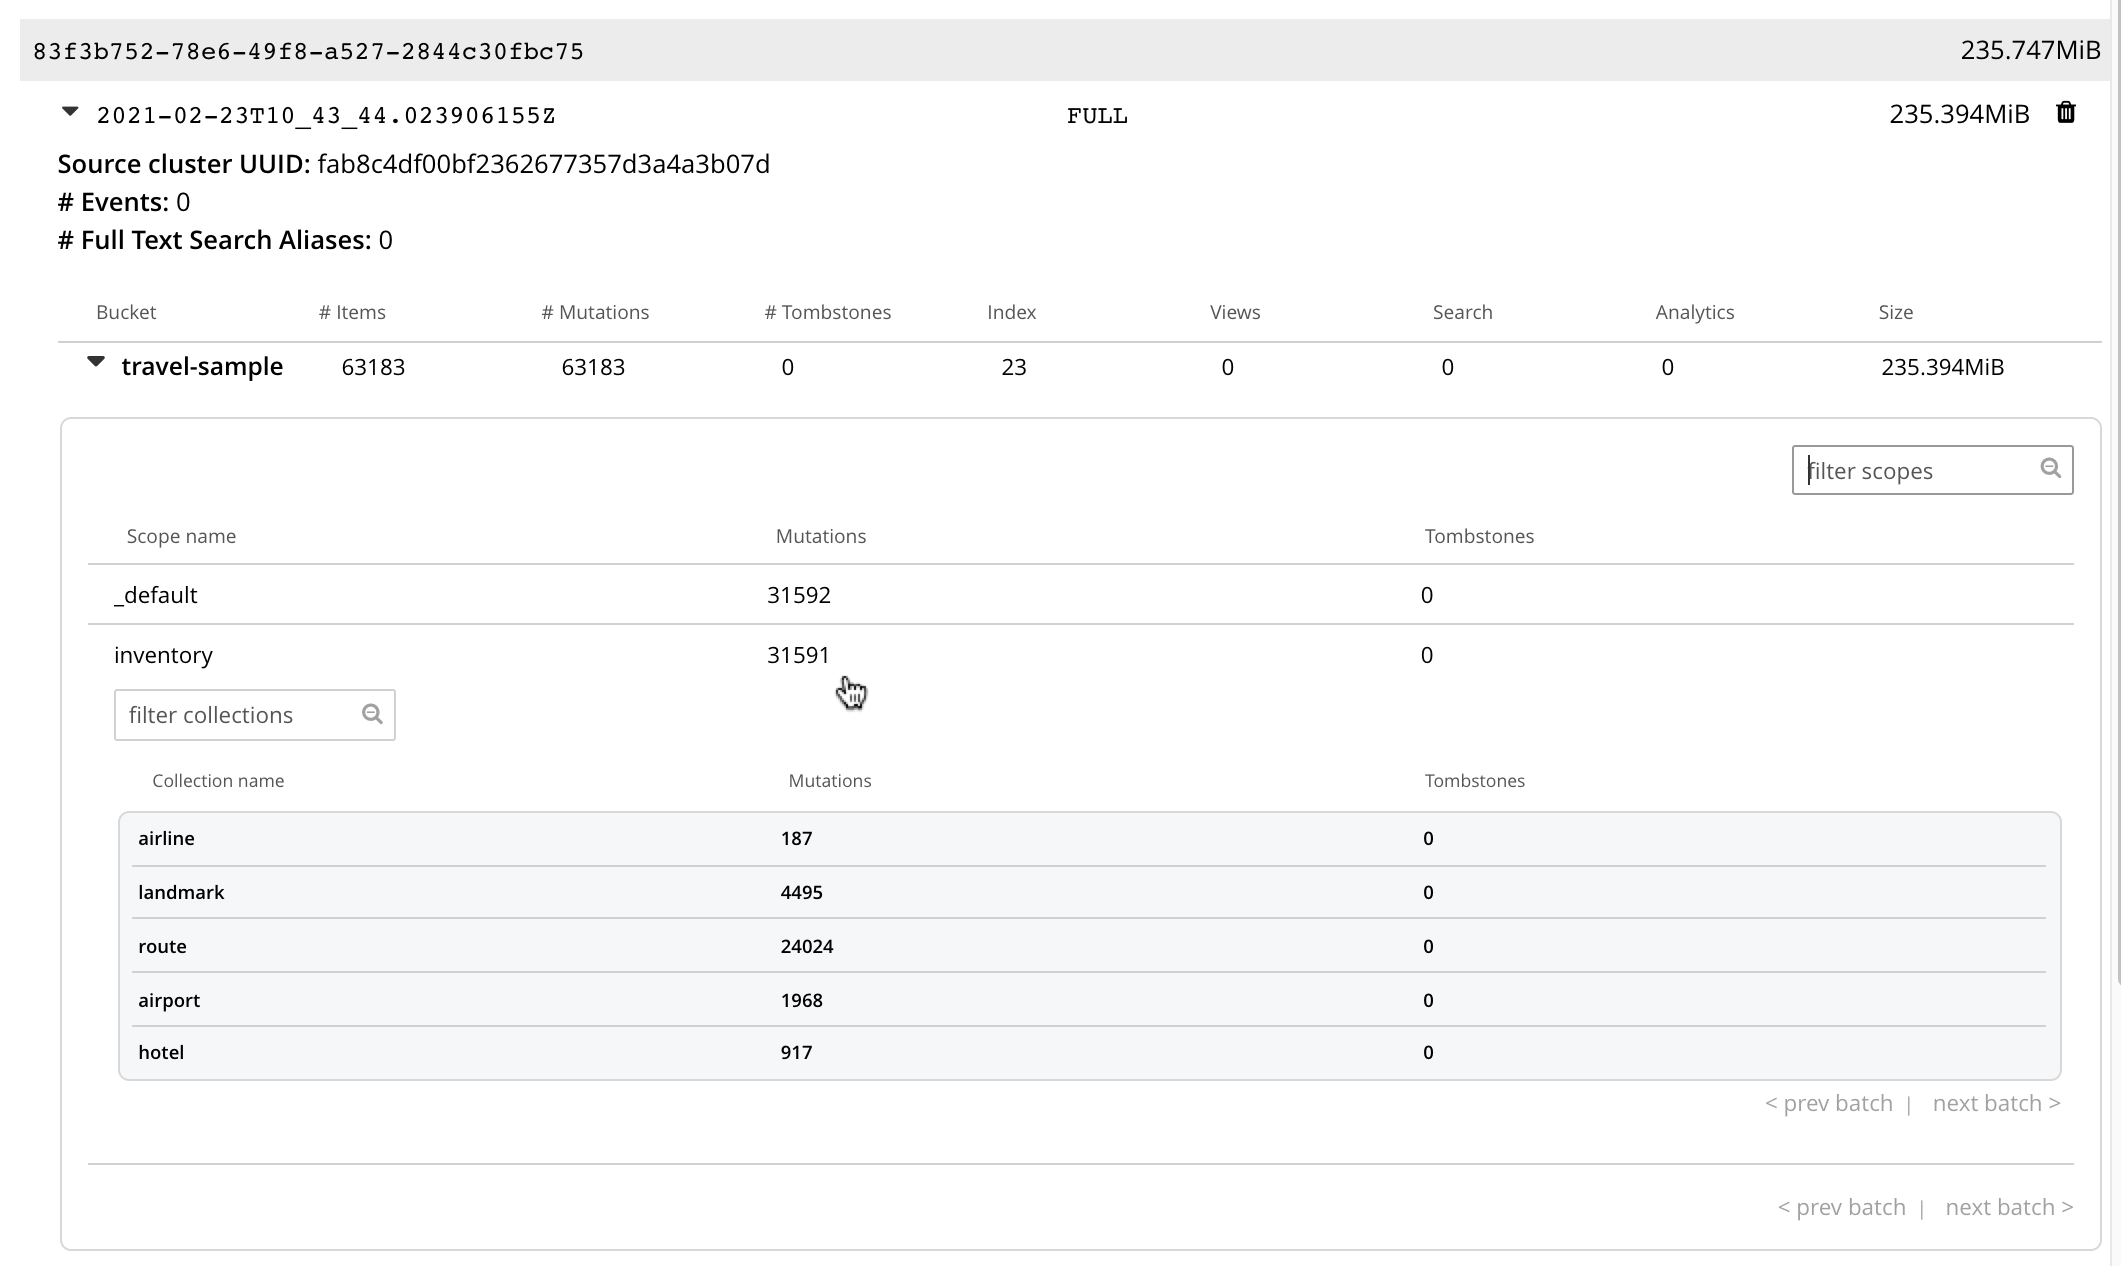 83f3b752-78e6-49f8-a527-2844c30fbc75 235.747MiB
2021-02-23T10_43_44.023906155Z FULL 235.394MiB
Source cluster UUID: fab8c4df00bf2362677357d3a4a3b07d
# Events: 0
# Full Text Search Aliases: 0
Bucket # Items # Mutations # Tombstones Index Views Search Analytics Size
travel-sample 63183 63183 0 23 0 0 0 235.394MiB
filter scopes
Scope name Mutations Tombstones
_default 31592 0
inventory 31591 0
filter collections
Collection name Mutations Tombstones
airline 187 0
landmark 4495 0
route 24024 0
airport 1968 0
hotel 917 0
< prev batch | next batch >
< prev batch | next batch >